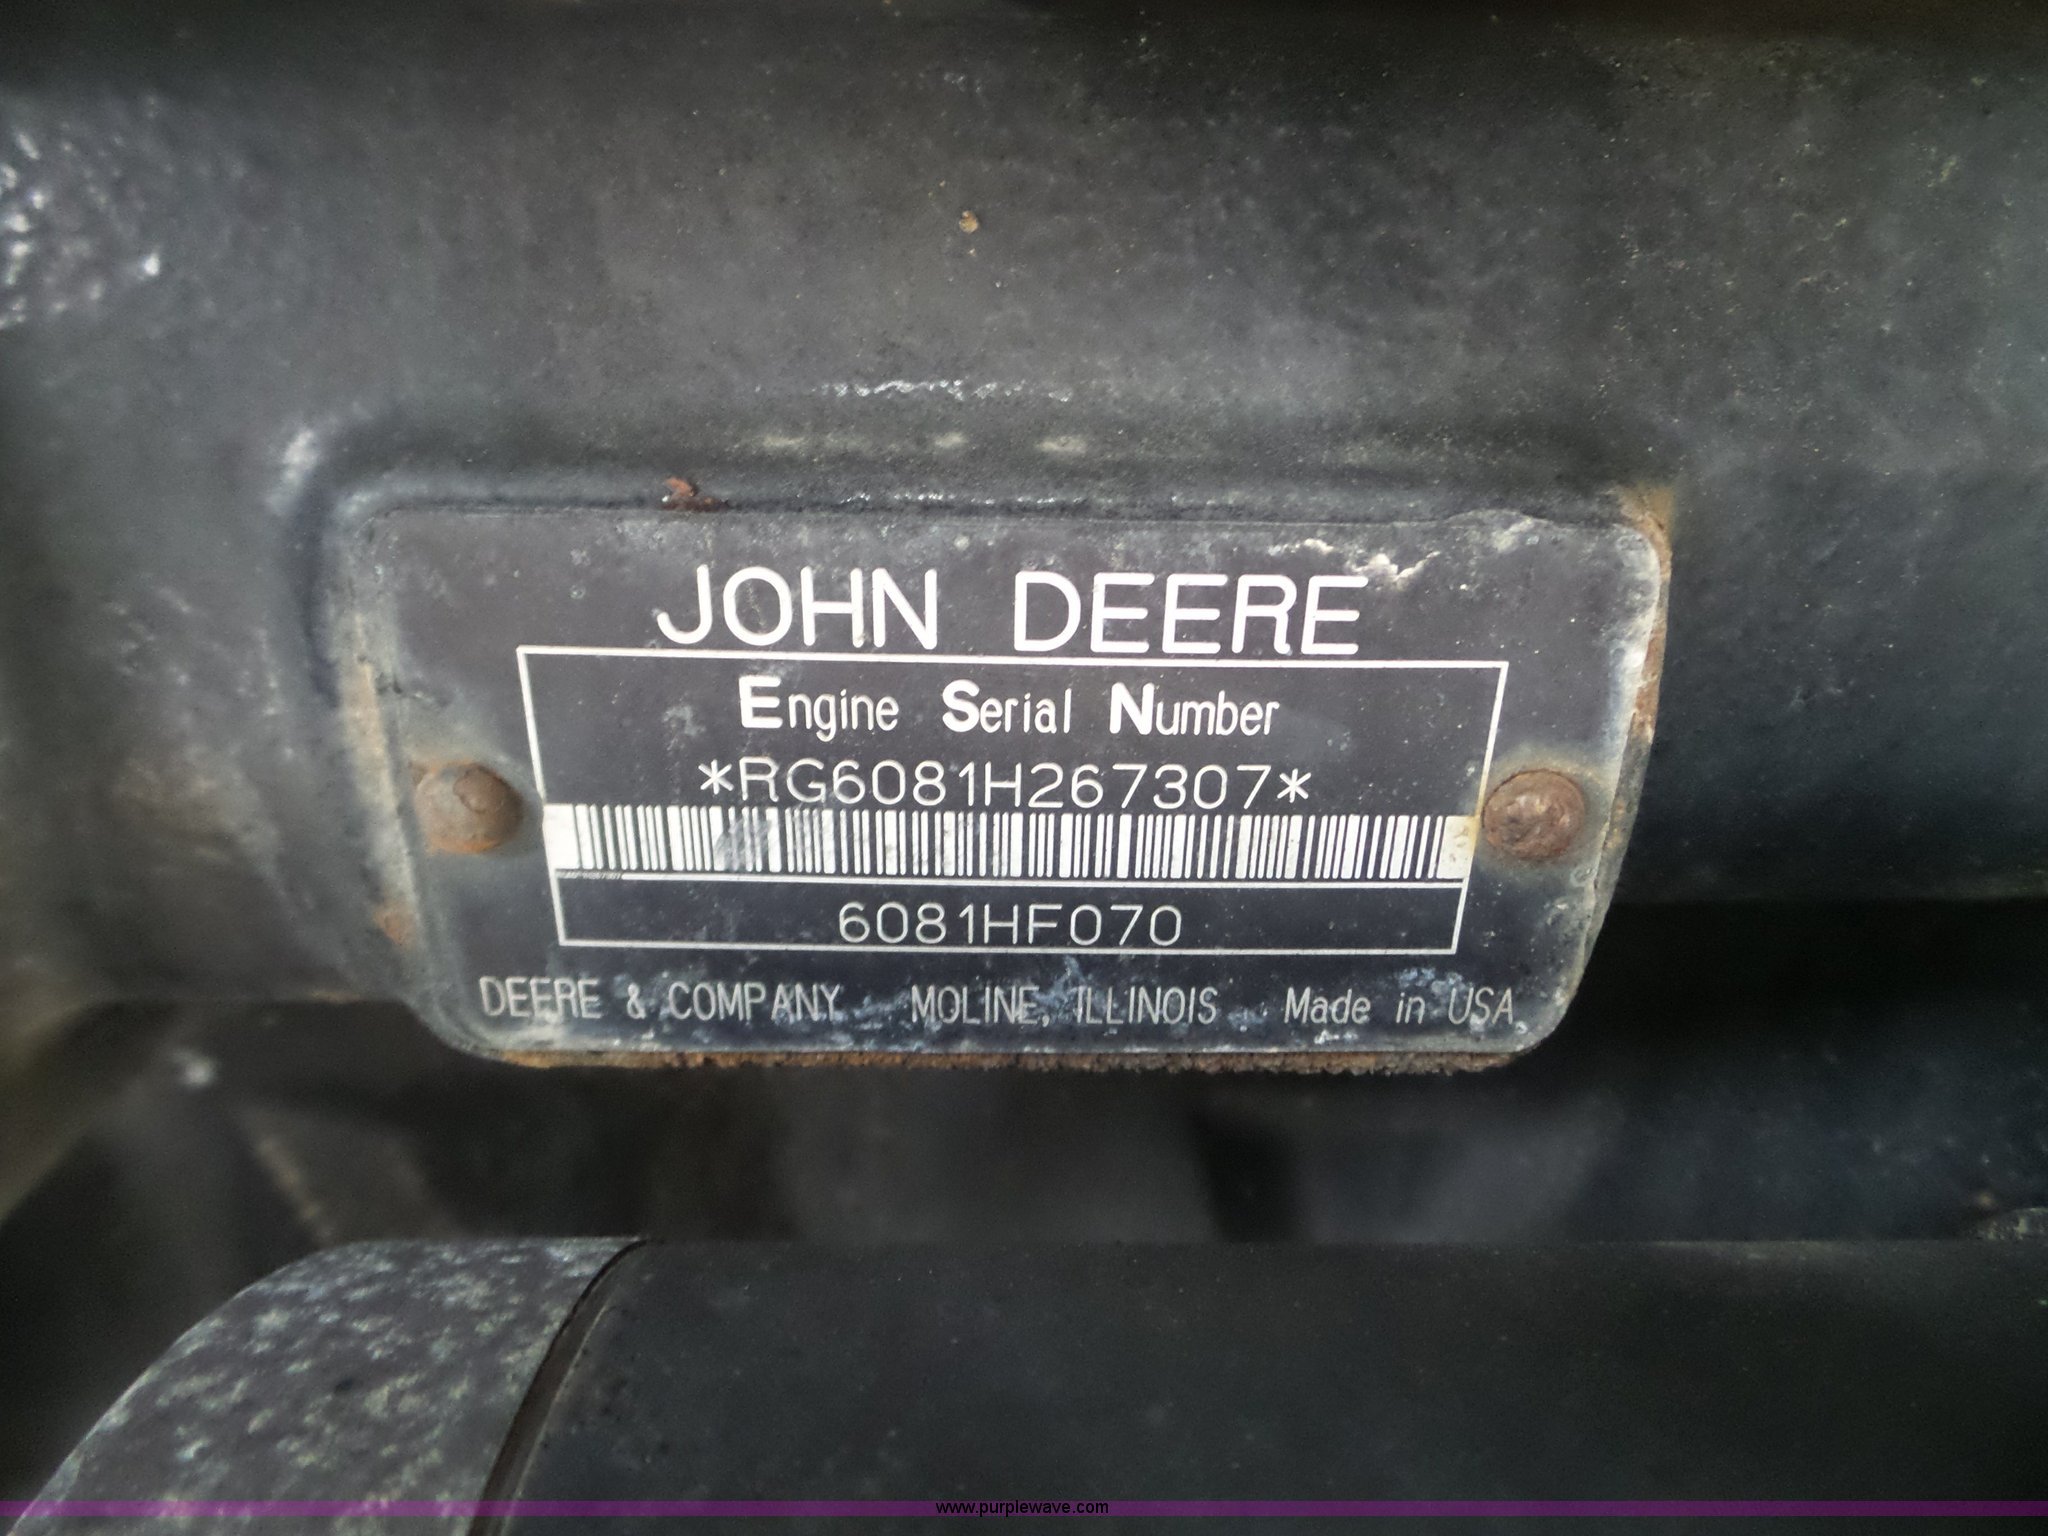 JOHN DEERE
Engine Serial Number
*RG6081H267307*
6081HF070
DEERE & COMPANY MOLINE, ILLINOIS Made in USA
www.purplewave.com